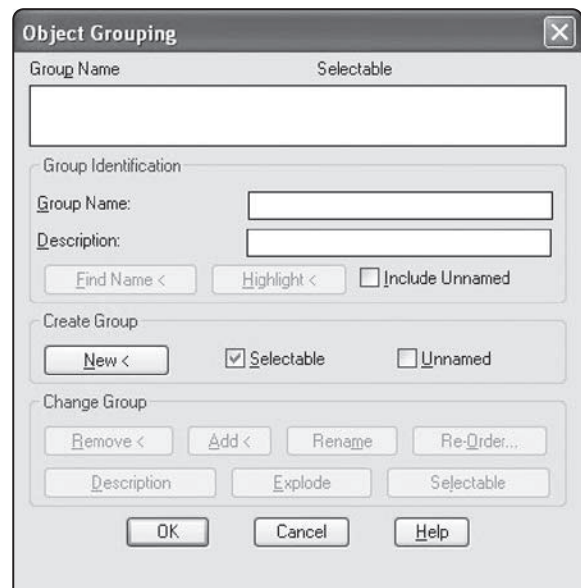 Object Grouping
Group Name Selectable
Group Identification
Group Name:
Description:
Find Name < Highlight < Include Unnamed
Create Group
New < Selectable Unnamed
Change Group
Remove < Add < Rename Re-Order...
Description Explode Selectable
OK Cancel Help